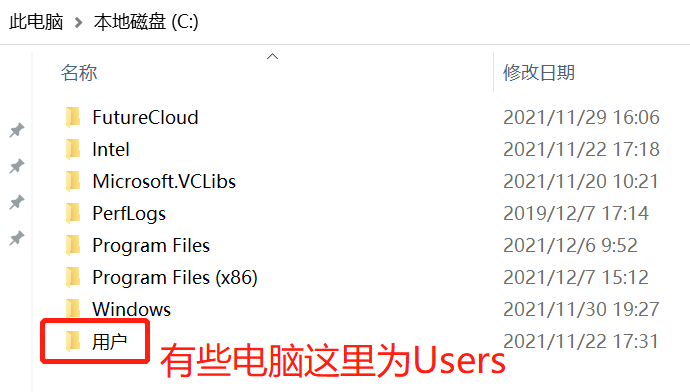 此电脑 > 本地磁盘 (C:)
名称 修改日期
FutureCloud 2021/11/29 16:06
Intel 2021/11/22 17:18
Microsoft.VCLibs 2021/11/20 10:21
PerfLogs 2019/12/7 17:14
Program Files 2021/12/6 9:52
Program Files (x86) 2021/12/7 15:12
Windows 2021/11/30 19:27
用户 2021/11/22 17:31
有些电脑这里为Users